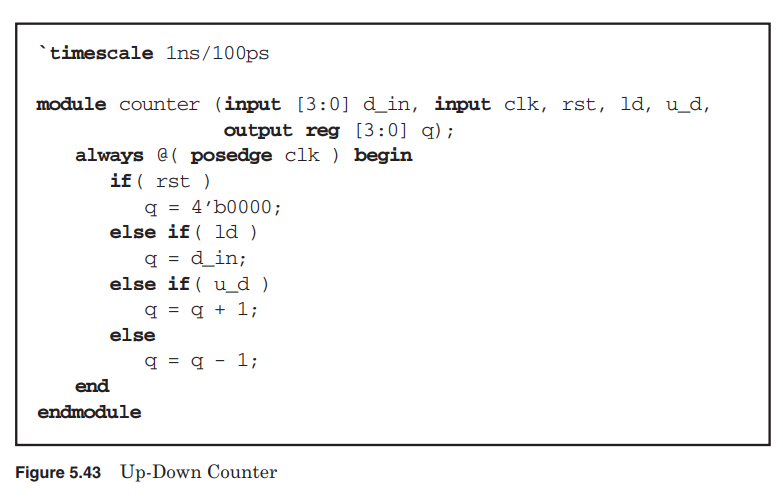 `timescale 1ns/100ps
module counter (input [3:0] d_in, input clk, rst, ld, u_d,
output reg [3:0] q);
always @( posedge clk ) begin
if( rst )
q = 4’b0000;
else if( ld )
q = d_in;
else if( u_d )
q = q + 1;
else
q = q - 1;
end
endmodule
Figure 5.43 Up-Down Counter